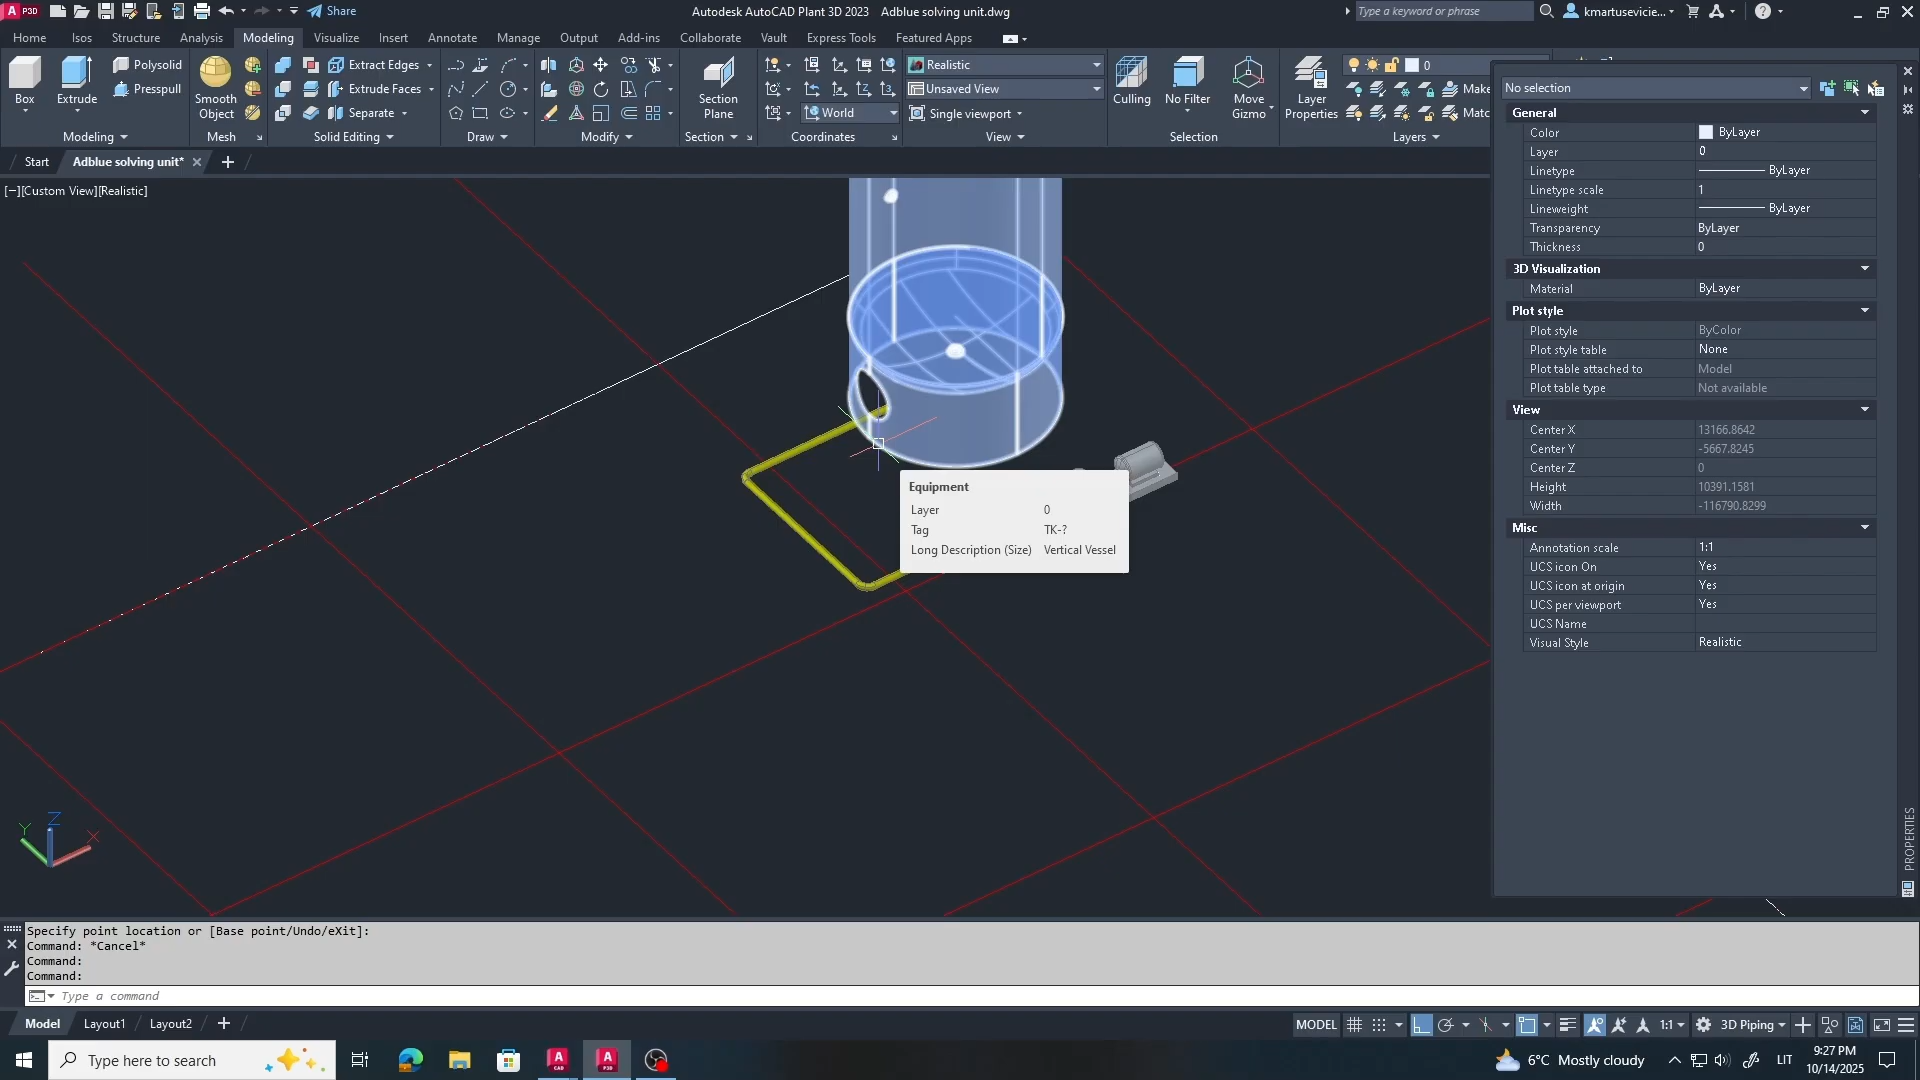 A P3D Share Autodesk AutoCAD Plant 3D 2023 Adblue solving unit.dwg Type a keyword or phrase kmartusevicie...
Home Isos Structure Analysis Modeling Visualize Insert Annotate Manage Output Add-ins Collaborate Vault Express Tools Featured Apps
Box Extrude Polysolid Presspull
Smooth Object
Extract Edges
Extrude Faces
Separate
Section Plane
World
Realistic
Unsaved View
Single viewport
Culling No Filter Move Gizmo
Layer Properties
0
Make
Matc
Modeling Mesh Solid Editing Draw Modify Section Coordinates View Selection Layers
Start Adblue solving unit*
[−][Custom View][Realistic]
Equipment
Layer 0
Tag TK-?
Long Description (Size) Vertical Vessel
Z
Y
X
No selection
General
Color ByLayer
Layer 0
Linetype ByLayer
Linetype scale 1
Lineweight ByLayer
Transparency ByLayer
Thickness 0
3D Visualization
Material ByLayer
Plot style
Plot style ByColor
Plot style table None
Plot table attached to Model
Plot table type Not available
View
Center X 13166.8642
Center Y -5667.8245
Center Z 0
Height 10391.1581
Width -116790.8299
Misc
Annotation scale 1:1
UCS icon On Yes
UCS icon at origin Yes
UCS per viewport Yes
UCS Name
Visual Style Realistic
PROPERTIES
Specify point location or [Base point/Undo/eXit]:
Command: *Cancel*
Command:
Command:
Type a command
Model Layout1 Layout2 MODEL 1:1 3D Piping
Type here to search 6°C Mostly cloudy LIT 9:27 PM
10/14/2025